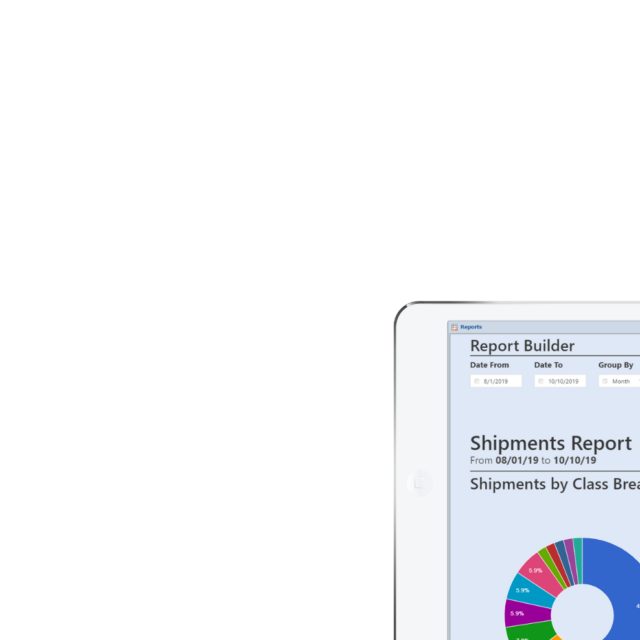 Reports
Report Builder
Date From Date To Group By
8/1/2019 10/10/2019 Month
Shipments Report
From 08/01/19 to 10/10/19
Shipments by Class Brea
5.9%
5.9%
5.9%